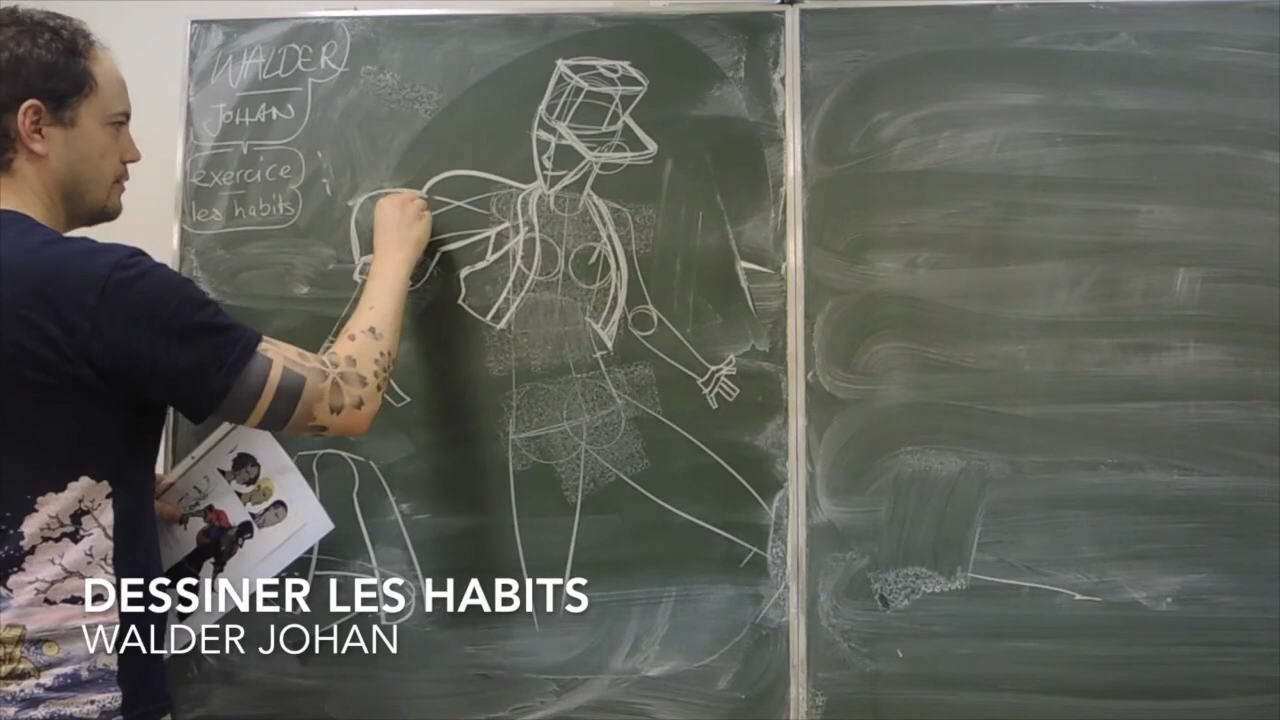 WALDER
JOHAN
exercice :
les habits
DESSINER LES HABITS
WALDER JOHAN